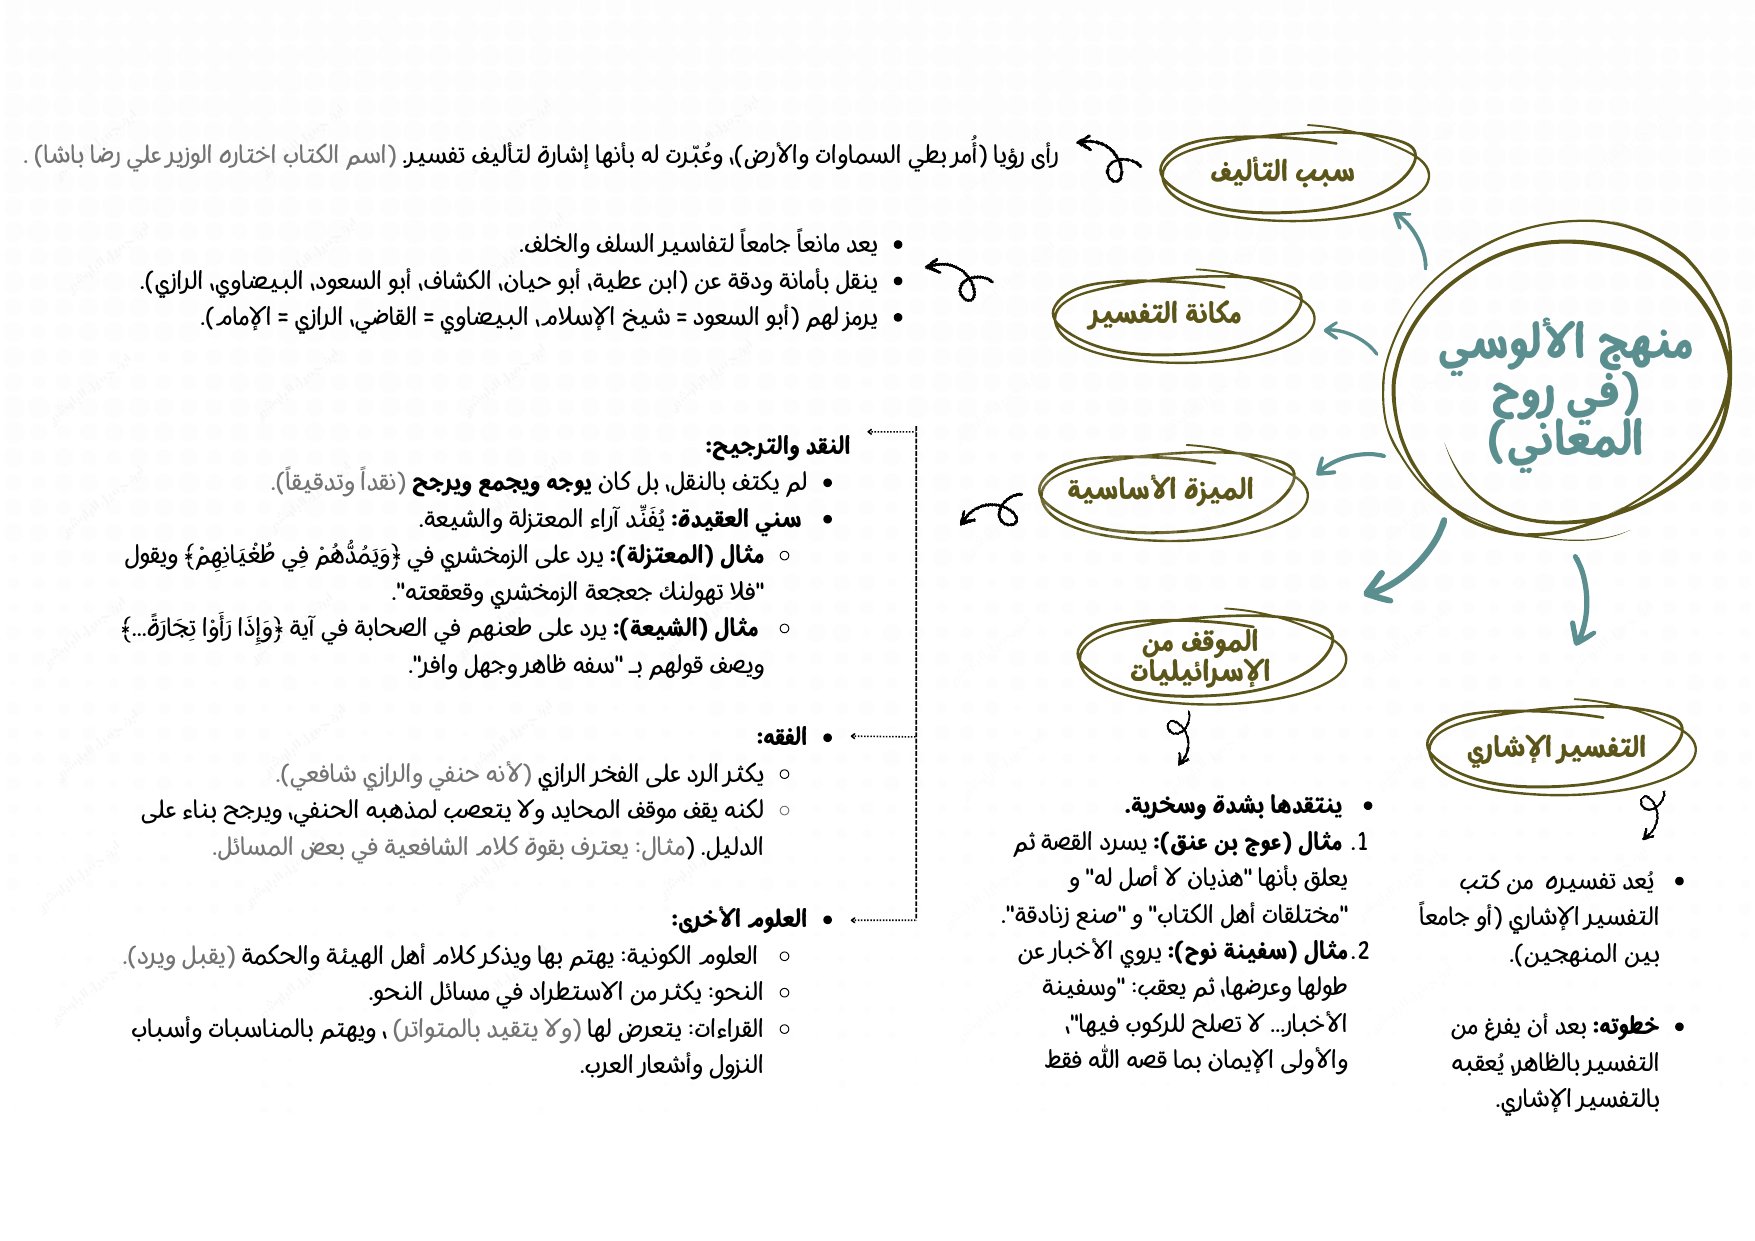 منهج الألوسي
(في روح
المعاني)
سبب التأليف
رأى رؤيا (أُمر بطي السماوات والأرض)، وعُبّرت له بأنها إشارة لتأليف تفسير. (اسم الكتاب اختاره الوزير علي رضا باشا) .
مكانة التفسير
• يعد مانعاً جامعاً لتفاسير السلف والخلف.
• ينقل بأمانة ودقة عن (ابن عطية، أبو حيان، الكشاف، أبو السعود، البيضاوي، الرازي).
• يرمز لهم (أبو السعود = شيخ الإسلام، البيضاوي = القاضي، الرازي = الإمام).
الميزة الأساسية
النقد والترجيح:
• لم يكتف بالنقل، بل كان يوجه ويجمع ويرجح (نقداً وتدقيقاً).
• سني العقيدة: يُفَنِّد آراء المعتزلة والشيعة.
○ مثال (المعتزلة): يرد على الزمخشري في ﴿وَيَمُدُّهُمْ فِي طُغْيَانِهِمْ﴾ ويقول
"فلا تهولنك جعجعة الزمخشري وقعقعته".
○ مثال (الشيعة): يرد على طعنهم في الصحابة في آية ﴿وَإِذَا رَأَوْا تِجَارَةً...﴾
ويصف قولهم بـ "سفه ظاهر وجهل وافر".
• الفقه:
○ يكثر الرد على الفخر الرازي (لأنه حنفي والرازي شافعي).
○ لكنه يقف موقف المحايد ولا يتعصب لمذهبه الحنفي، ويرجح بناء على
الدليل. (مثال: يعترف بقوة كلام الشافعية في بعض المسائل.
• العلوم الأخرى:
○ العلوم الكونية: يهتم بها ويذكر كلام أهل الهيئة والحكمة (يقبل ويرد).
○ النحو: يكثر من الاستطراد في مسائل النحو.
○ القراءات: يتعرض لها (ولا يتقيد بالمتواتر) ، ويهتم بالمناسبات وأسباب
النزول وأشعار العرب.
الموقف من
الإسرائيليات
• ينتقدها بشدة وسخرية.
1. مثال (عوج بن عنق): يسرد القصة ثم
يعلق بأنها "هذيان لا أصل له" و
"مختلقات أهل الكتاب" و "صنع زنادقة".
2. مثال (سفينة نوح): يروي الأخبار عن
طولها وعرضها، ثم يعقب: "وسفينة
الأخبار... لا تصلح للركوب فيها"،
والأولى الإيمان بما قصه الله فقط
التفسير الإشاري
• يُعد تفسيره من كتب
التفسير الإشاري (أو جامعاً
بين المنهجين).
• خطوته: بعد أن يفرغ من
التفسير بالظاهر، يُعقبه
بالتفسير الإشاري.